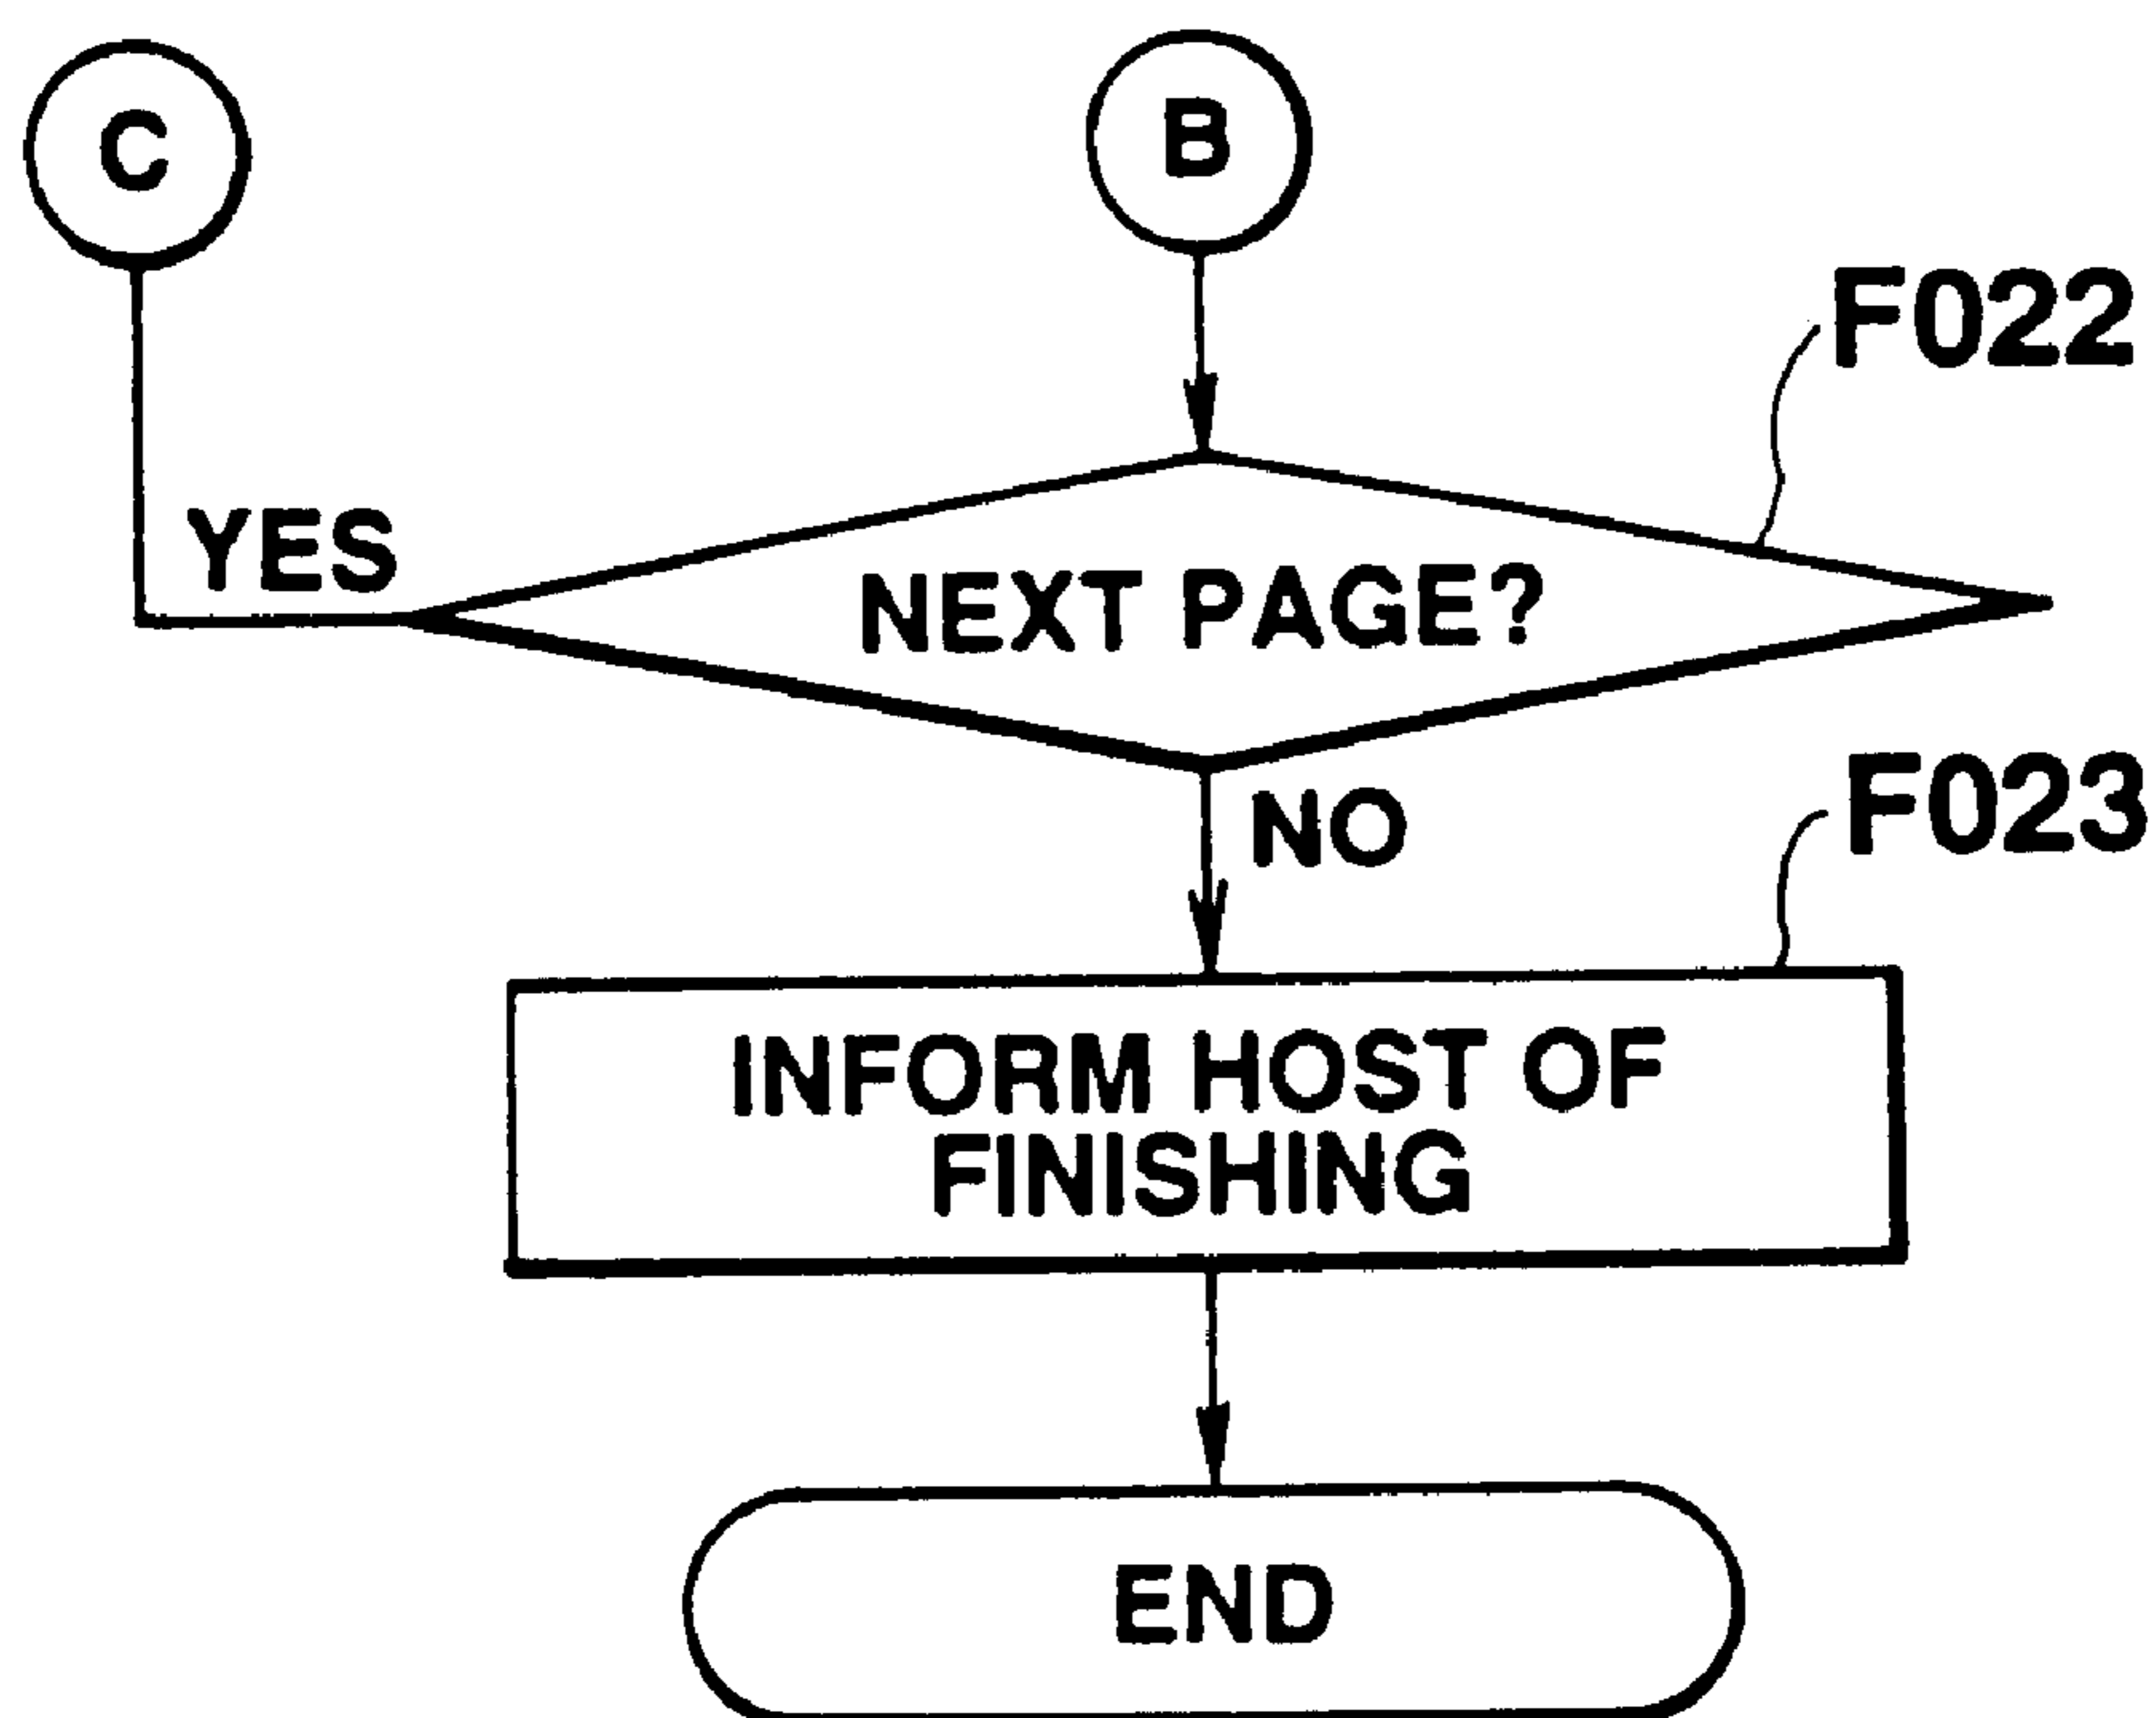 C
B
F022
YES
NEXT PAGE?
NO
F023
INFORM HOST OF
FINISHING
END